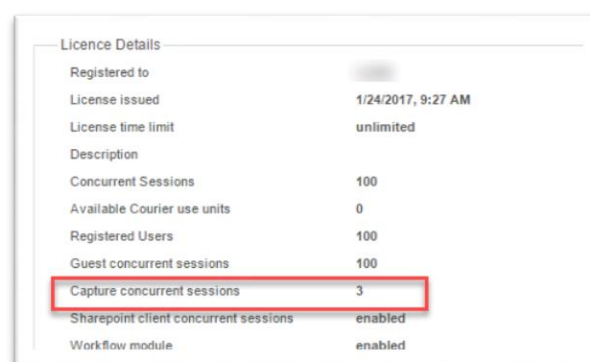 Licence Details
Registered to
License issued 1/24/2017, 9:27 AM
License time limit unlimited
Description
Concurrent Sessions 100
Available Courier use units 0
Registered Users 100
Guest concurrent sessions 100
Capture concurrent sessions 3
Sharepoint client concurrent sessions enabled
Workflow module enabled